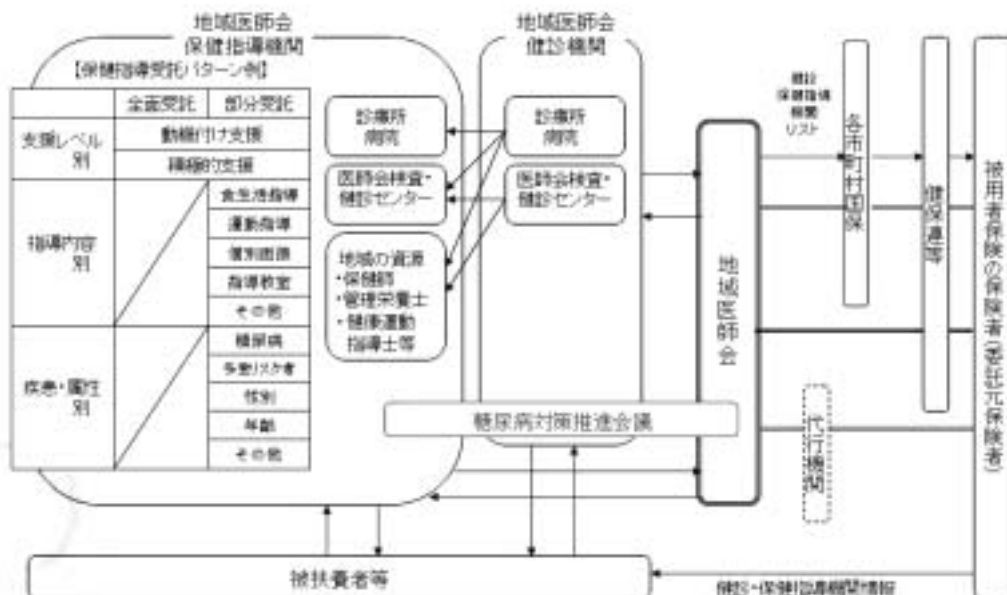 地域医師会
保健指導機関
【保健指導受託パターン例】
全面受託 部分受託
支援レベル
別
動機付け支援
積極的支援
指導内容
別
食生活指導
運動指導
個別面談
指導教室
その他
疾患・属性
別
糖尿病
多重リスク者
性別
年齢
その他
診療所
病院
医師会検査・
健診センター
地域の資源
・保健師
・管理栄養士
・健康運動
指導士等
地域医師会
健診機関
診療所
病院
医師会検査・
健診センター
糖尿病対策推進会議
地域医師会
健診
保健指導
機関
リスト
各市町村国保
代行機関
健保連等
被用者保険の保険者(委託元保険者)
被扶養者等
健診・保健指導機関情報